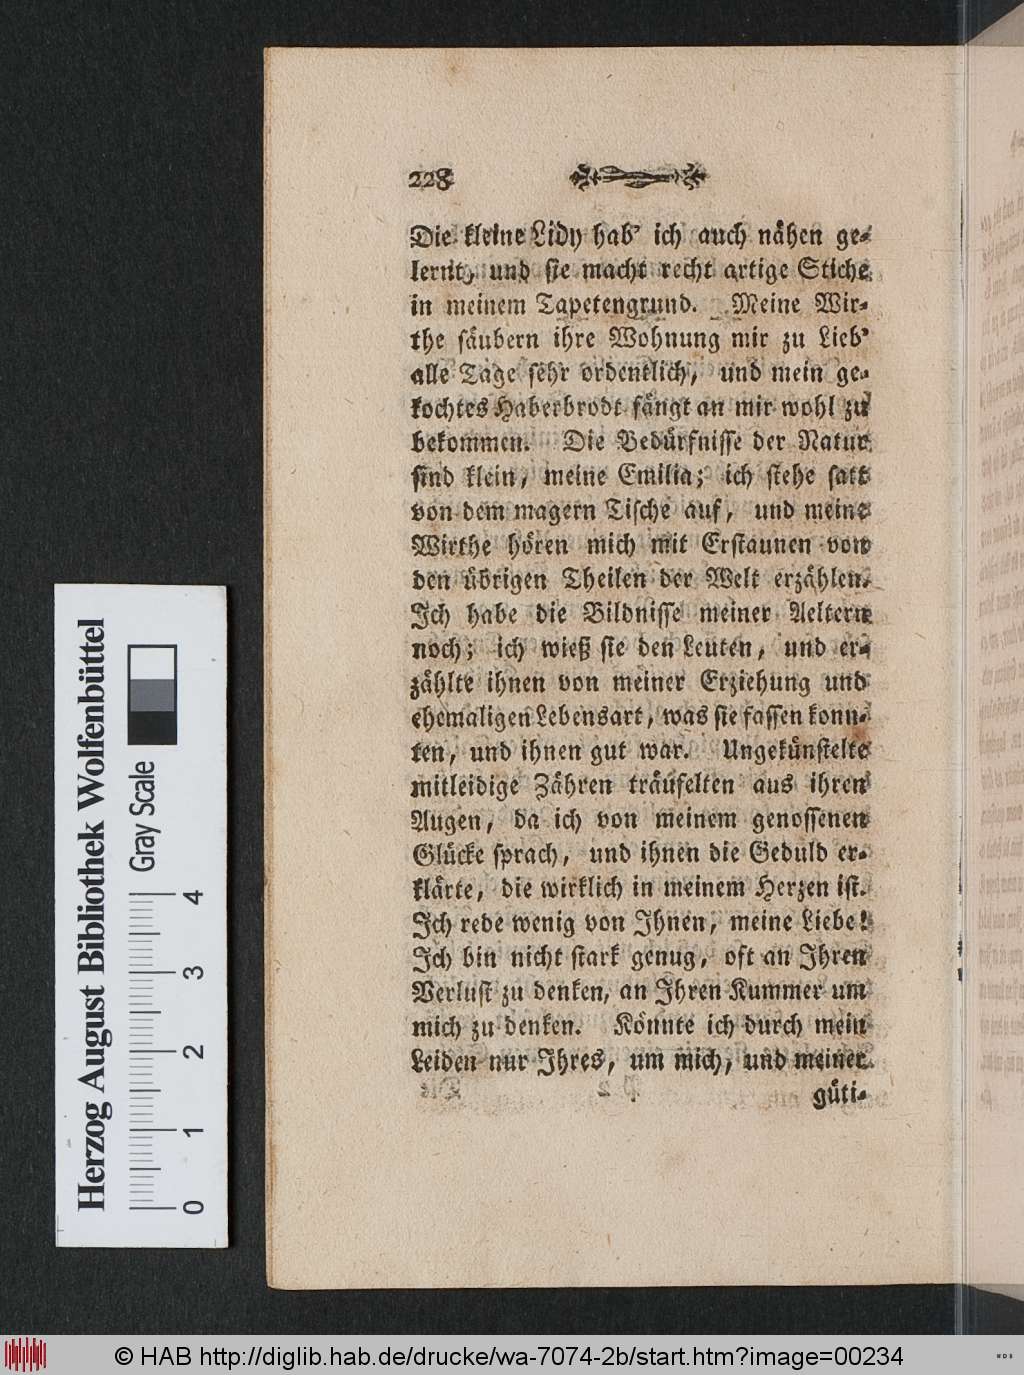 228
Die kleine Lidy hab' ich auch nähen ge-
lernt, und sie macht recht artige Stiche
in meinem Tapetengrund. Meine Wir-
the säubern ihre Wohnung mir zu Lieb'
alle Tage sehr ordentlich, und mein ge-
kochtes Haberbrodt fängt an mir wohl zu
bekommen. Die Bedürfnisse der Natur
sind klein, meine Emilia; ich stehe satt
von dem magern Tische auf, und meine
Wirthe hören mich mit Erstaunen von
den übrigen Theilen der Welt erzählen.
Ich habe die Bildnisse meiner Aeltern
noch; ich wieß sie den Leuten, und er-
zählte ihnen von meiner Erziehung und
ehemaligen Lebensart, was sie fassen konn-
ten, und ihnen gut war. Ungekünstelte
mitleidige Zähren träufelten aus ihren
Augen, da ich von meinem genossenen
Glücke sprach, und ihnen die Geduld er-
klärte, die wirklich in meinem Herzen ist.
Ich rede wenig von Ihnen, meine Liebe!
Ich bin nicht stark genug, oft an Ihren
Verlust zu denken, an Ihren Kummer um
mich zu denken. Könnte ich durch mein
Leiden nur Ihres, um mich, und meiner
güti-
Herzog August Bibliothek Wolfenbüttel
Gray Scale
0 1 2 3 4
© HAB http://diglib.hab.de/drucke/wa-7074-2b/start.htm?image=00234
WDB